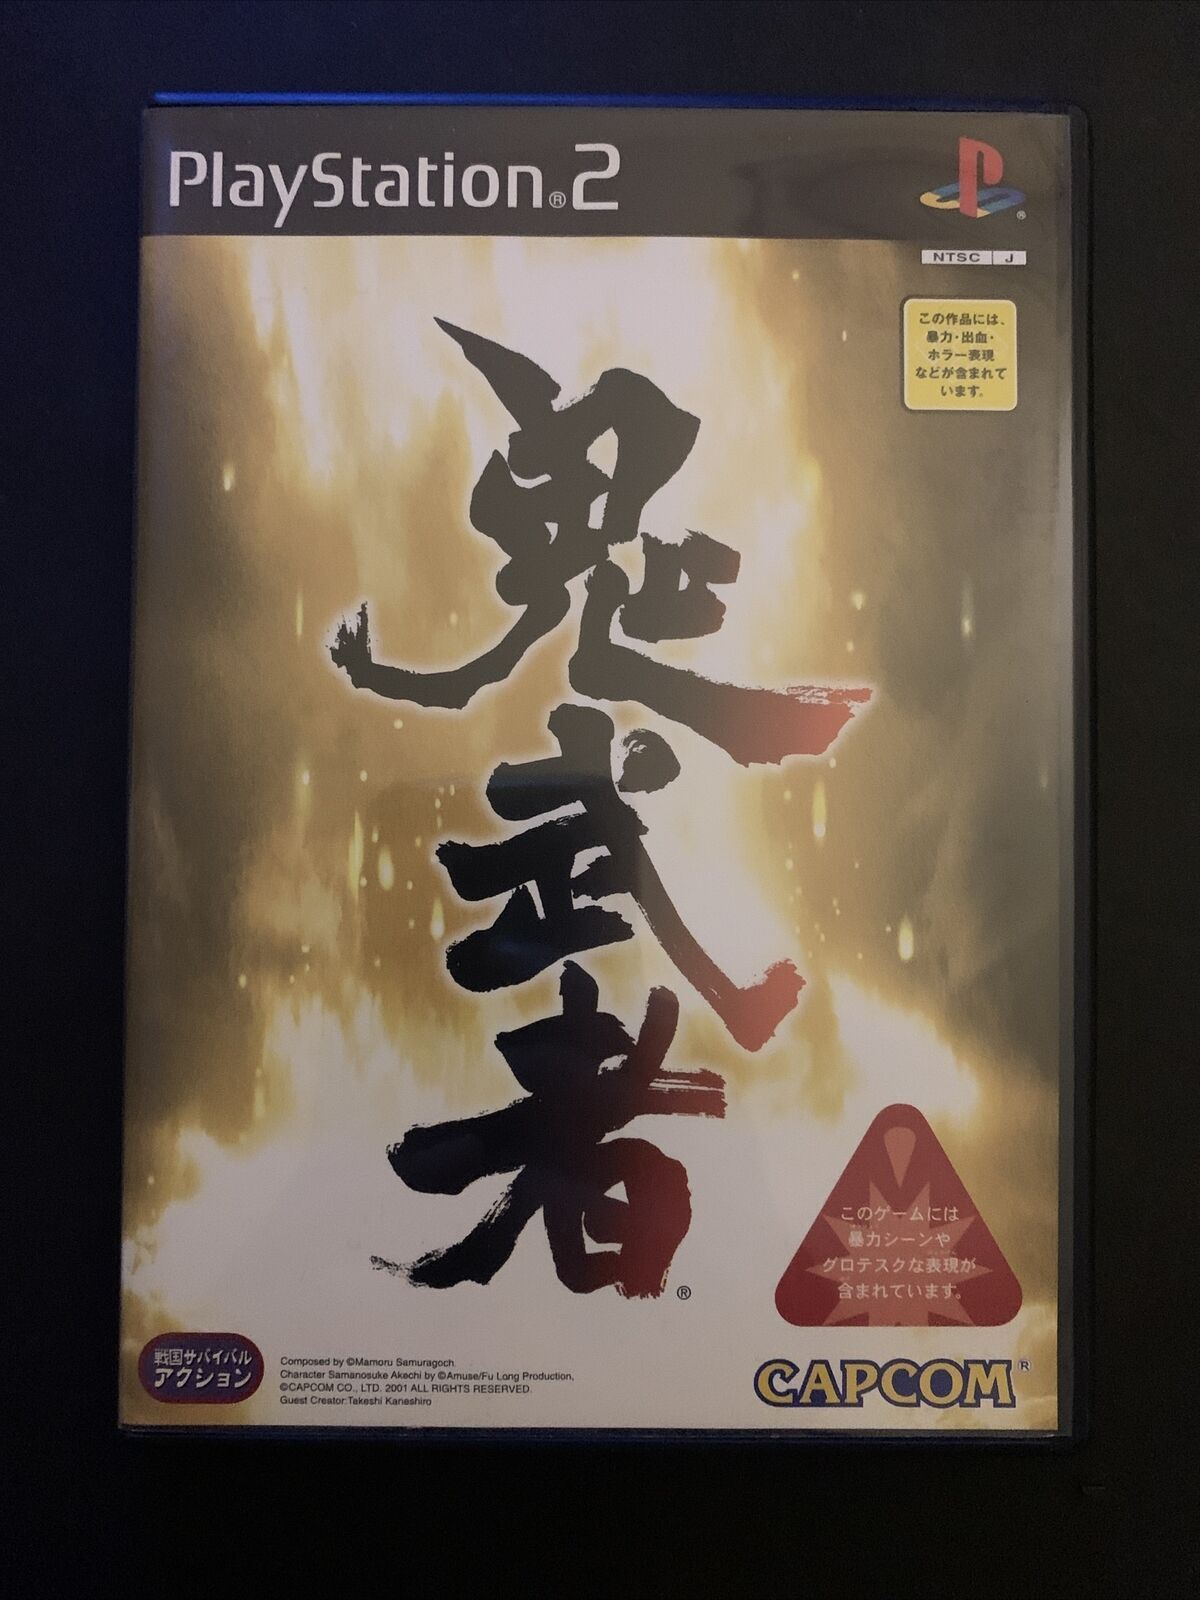 PlayStation®2
®
NTSC J
この作品には、
暴力・出血・
ホラー表現
などが含まれて
います。
鬼
武
者
®
このゲームには
暴力シーンや
グロテスクな表現が
含まれています。
戦国サバイバル
アクション
Composed by ©Mamoru Samuragoch.
Character Samanosuke Akechi by ©Amuse/Fu Long Production,
©CAPCOM CO., LTD. 2001 ALL RIGHTS RESERVED.
Guest Creator:Takeshi Kaneshiro
CAPCOM®